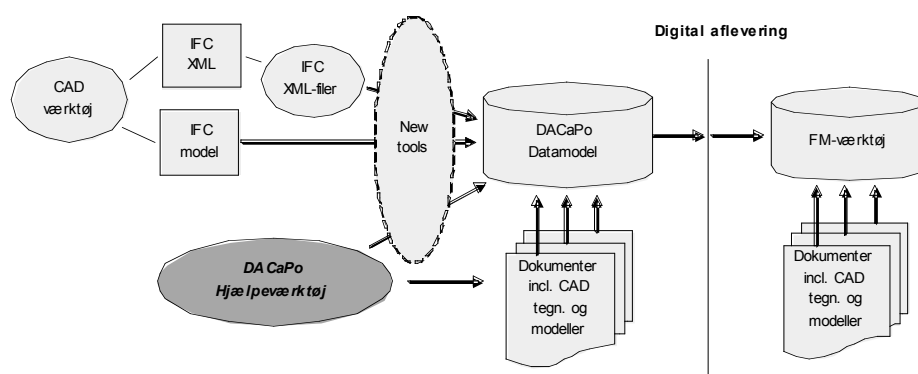 Digital aflevering
IFC
XML
IFC
XML-filer
CAD
værktøj
IFC
model
New
tools
DACaPo
Datamodel
FM-værktøj
DACaPo
Hjælpeværktøj
Dokumenter
incl. CAD
tegn. og
modeller
Dokumenter
incl. CAD
tegn. og
modeller